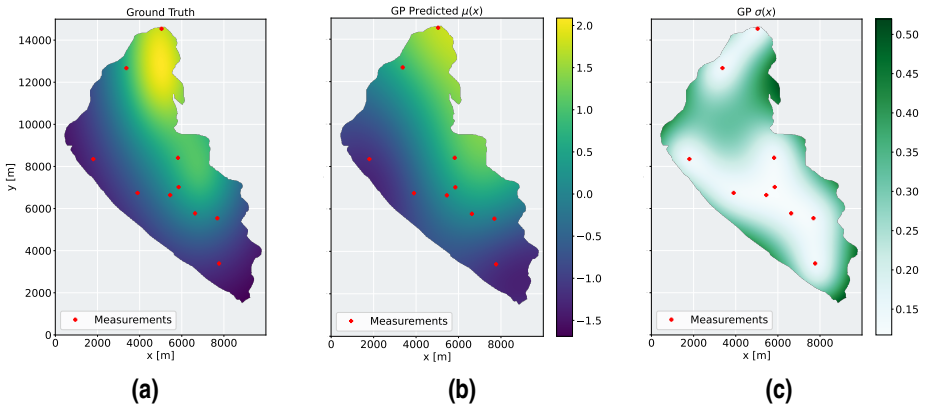 Ground Truth
14000
12000
10000
8000
6000
4000
2000
0
y [m]
Measurements
2000
4000
6000
8000
x [m]
(a)
GP Predicted μ(x)
Measurements
0
2000
4000
6000
8000
x [m]
2.0
1.5
1.0
0.5
0.0
−0.5
−1.0
−1.5
(b)
GP σ(x)
Measurements
0
2000
4000
6000
8000
x [m]
0.50
0.45
0.40
0.35
0.30
0.25
0.20
0.15
(c)